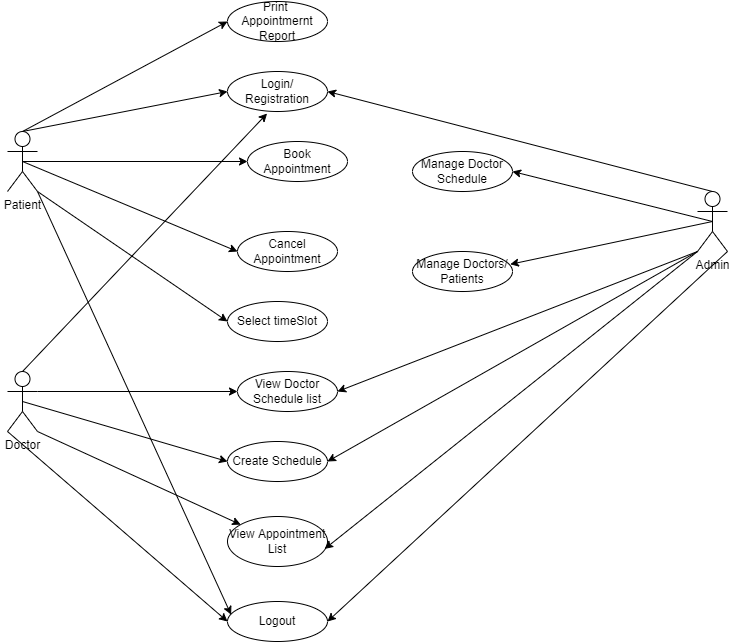 Print
Appointmernt
Report
Login/
Registration
Book
Appointment
Manage Doctor
Schedule
Patient
Cancel
Appointment
Manage Doctors/
Patients
Admin
Select timeSlot
View Doctor
Schedule list
Doctor
Create Schedule
View Appointment
List
Logout